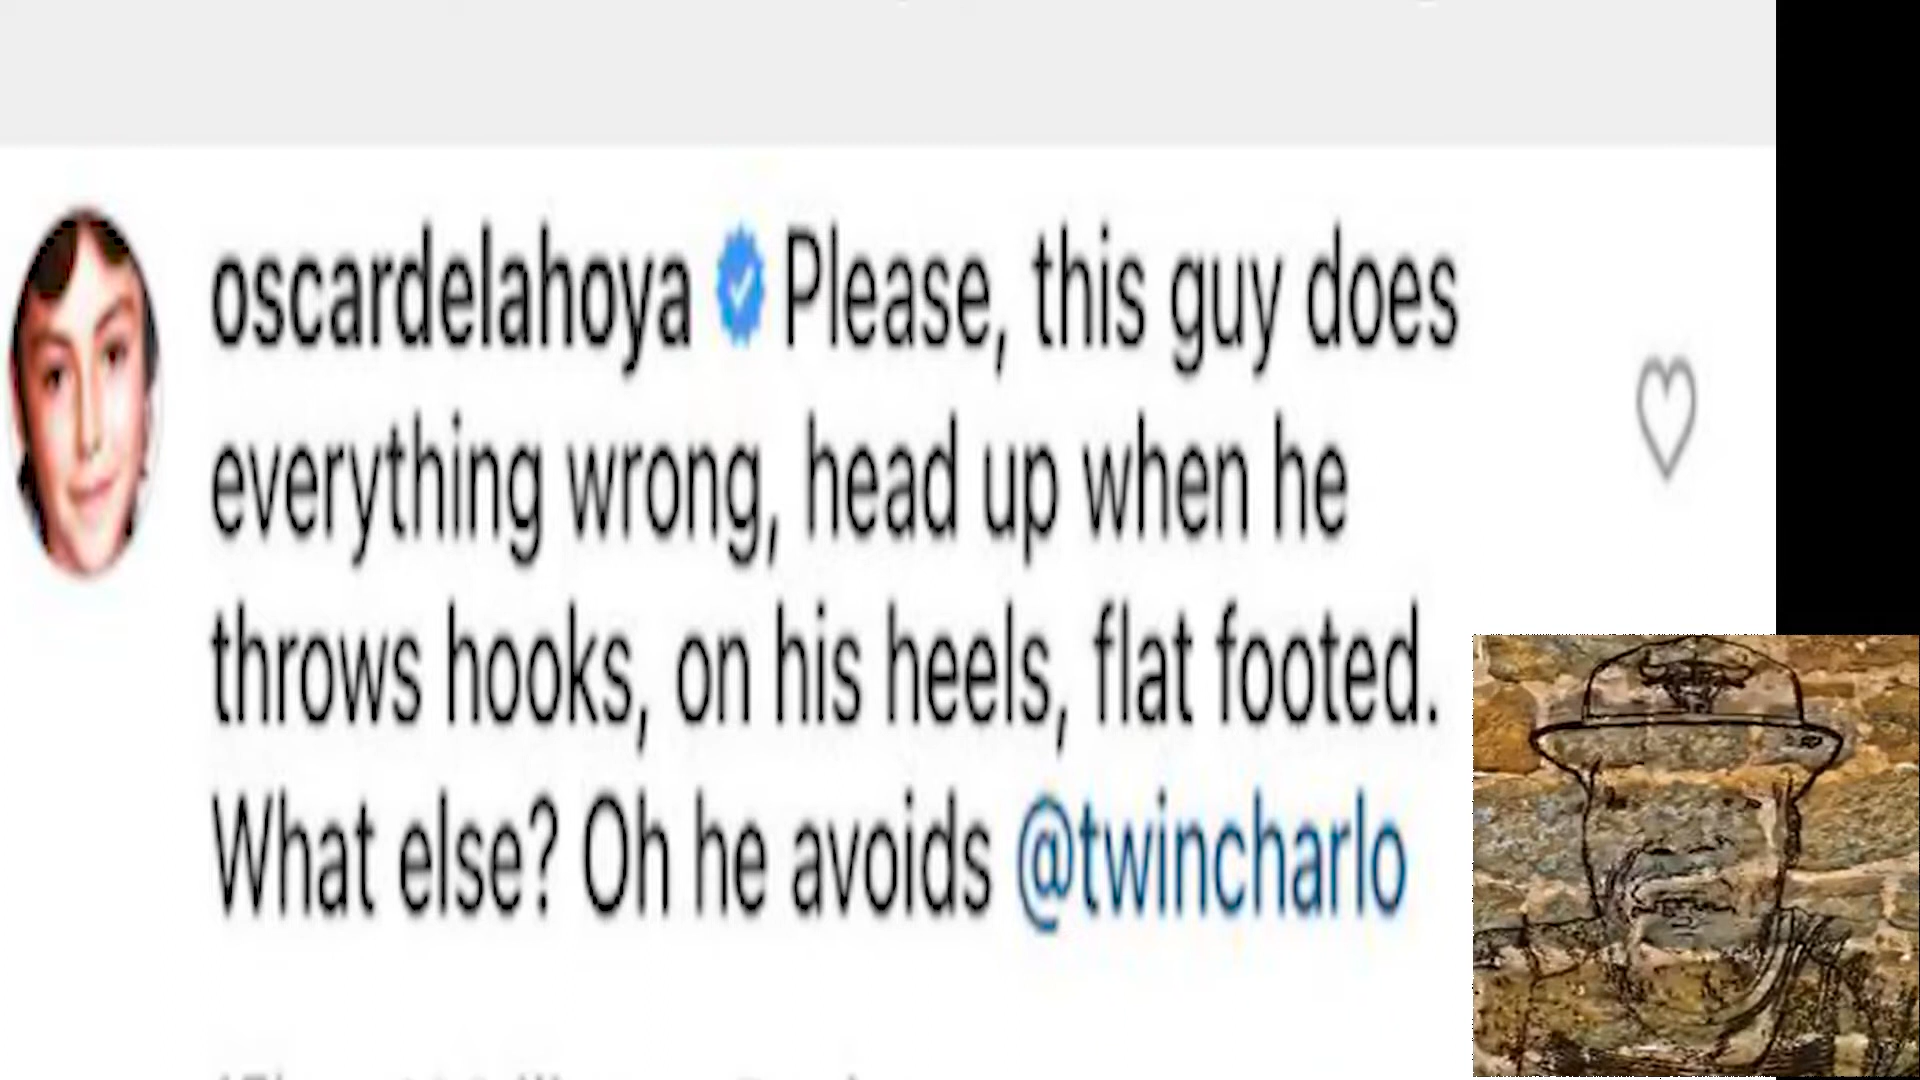 oscardelahoya Please, this guy does
everything wrong, head up when he
throws hooks, on his heels, flat footed.
What else? Oh he avoids @twincharlo